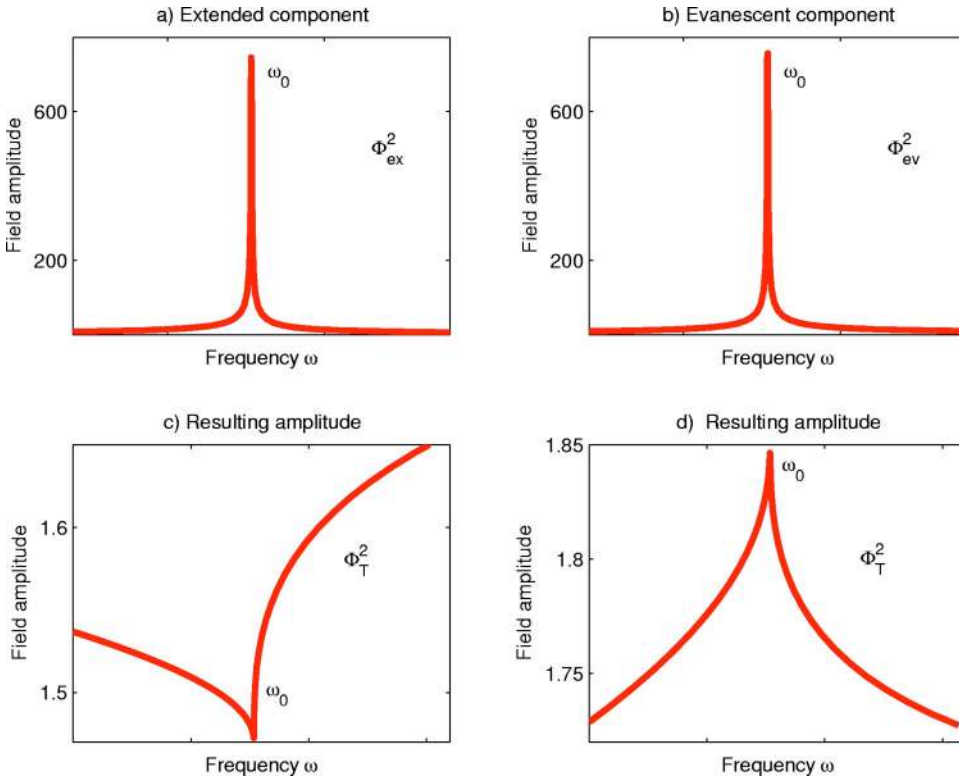 a) Extended component
b) Evanescent component
Field amplitude
600
200
ω₀
Φ²ex
Frequency ω
Field amplitude
600
200
ω₀
Φ²ev
Frequency ω
c) Resulting amplitude
d) Resulting amplitude
Field amplitude
1.6
1.5
ω₀
Φ²T
Frequency ω
Field amplitude
1.85
1.8
1.75
ω₀
Φ²T
Frequency ω